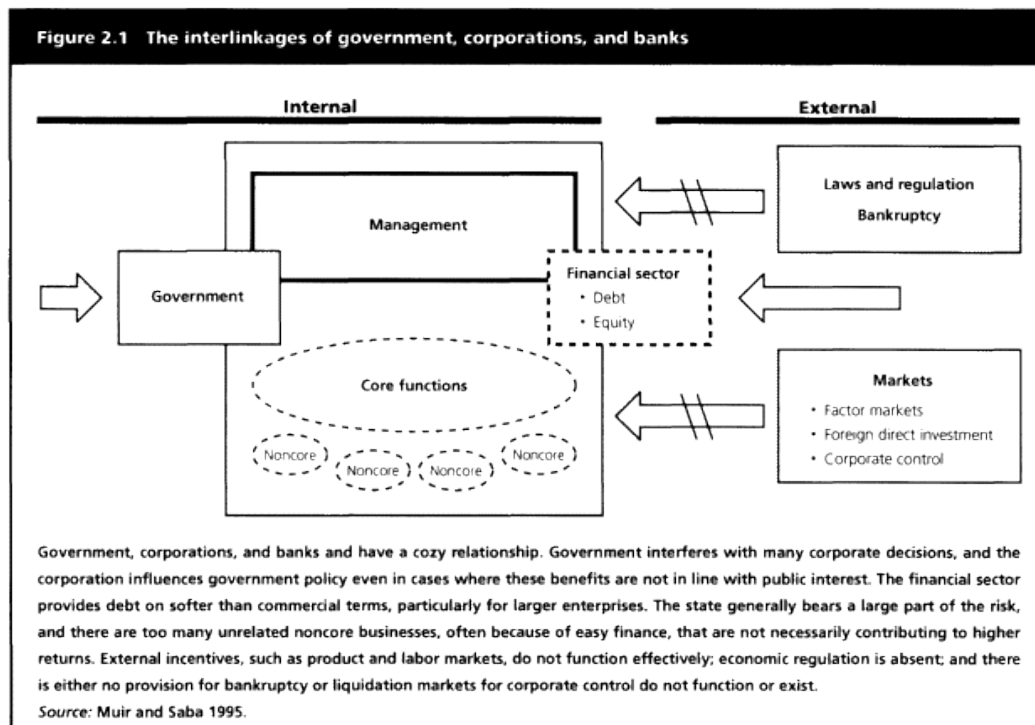 Figure 2.1 The interlinkages of government, corporations, and banks
Internal
External
Management
Government
Financial sector
• Debt
• Equity
Core functions
Noncore
Noncore
Noncore
Noncore
Laws and regulation
Bankruptcy
Markets
• Factor markets
• Foreign direct investment
• Corporate control
Government, corporations, and banks and have a cozy relationship. Government interferes with many corporate decisions, and the
corporation influences government policy even in cases where these benefits are not in line with public interest. The financial sector
provides debt on softer than commercial terms, particularly for larger enterprises. The state generally bears a large part of the risk,
and there are too many unrelated noncore businesses, often because of easy finance, that are not necessarily contributing to higher
returns. External incentives, such as product and labor markets, do not function effectively; economic regulation is absent; and there
is either no provision for bankruptcy or liquidation markets for corporate control do not function or exist.
Source: Muir and Saba 1995.